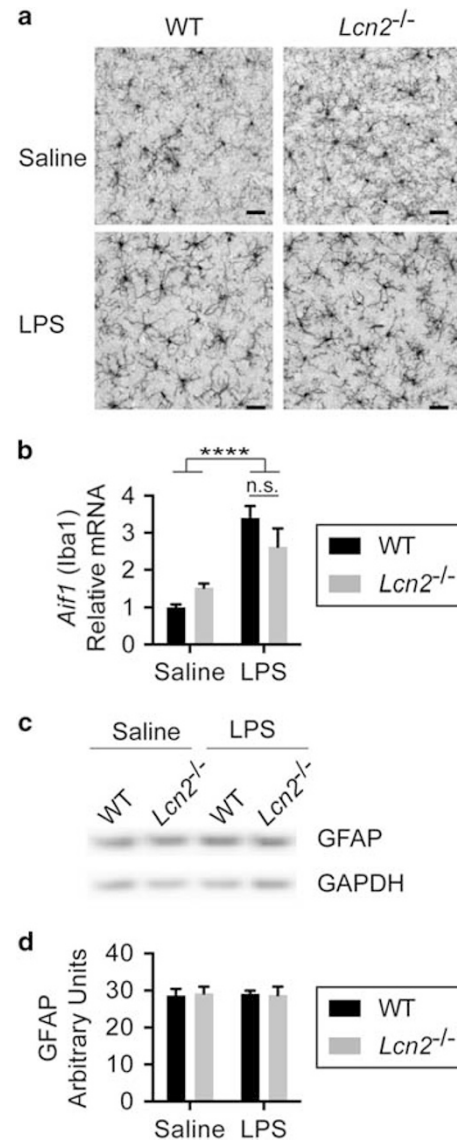 a
WT Lcn2-/-
Saline
LPS
b
****
n.s.
Aif1 (Iba1)
Relative mRNA
4
3
2
1
0
Saline LPS
WT
Lcn2-/-
c
Saline LPS
WT Lcn2-/- WT Lcn2-/-
GFAP
GAPDH
d
GFAP
Arbitrary Units
40
30
20
10
0
Saline LPS
WT
Lcn2-/-